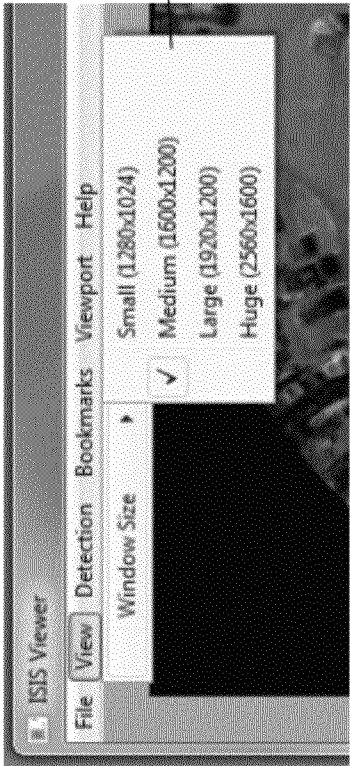 ISIS Viewer
File View Detection Bookmarks Viewport Help
Window Size
Small (1280x1024)
Medium (1600x1200)
Large (1920x1200)
Huge (2560x1600)